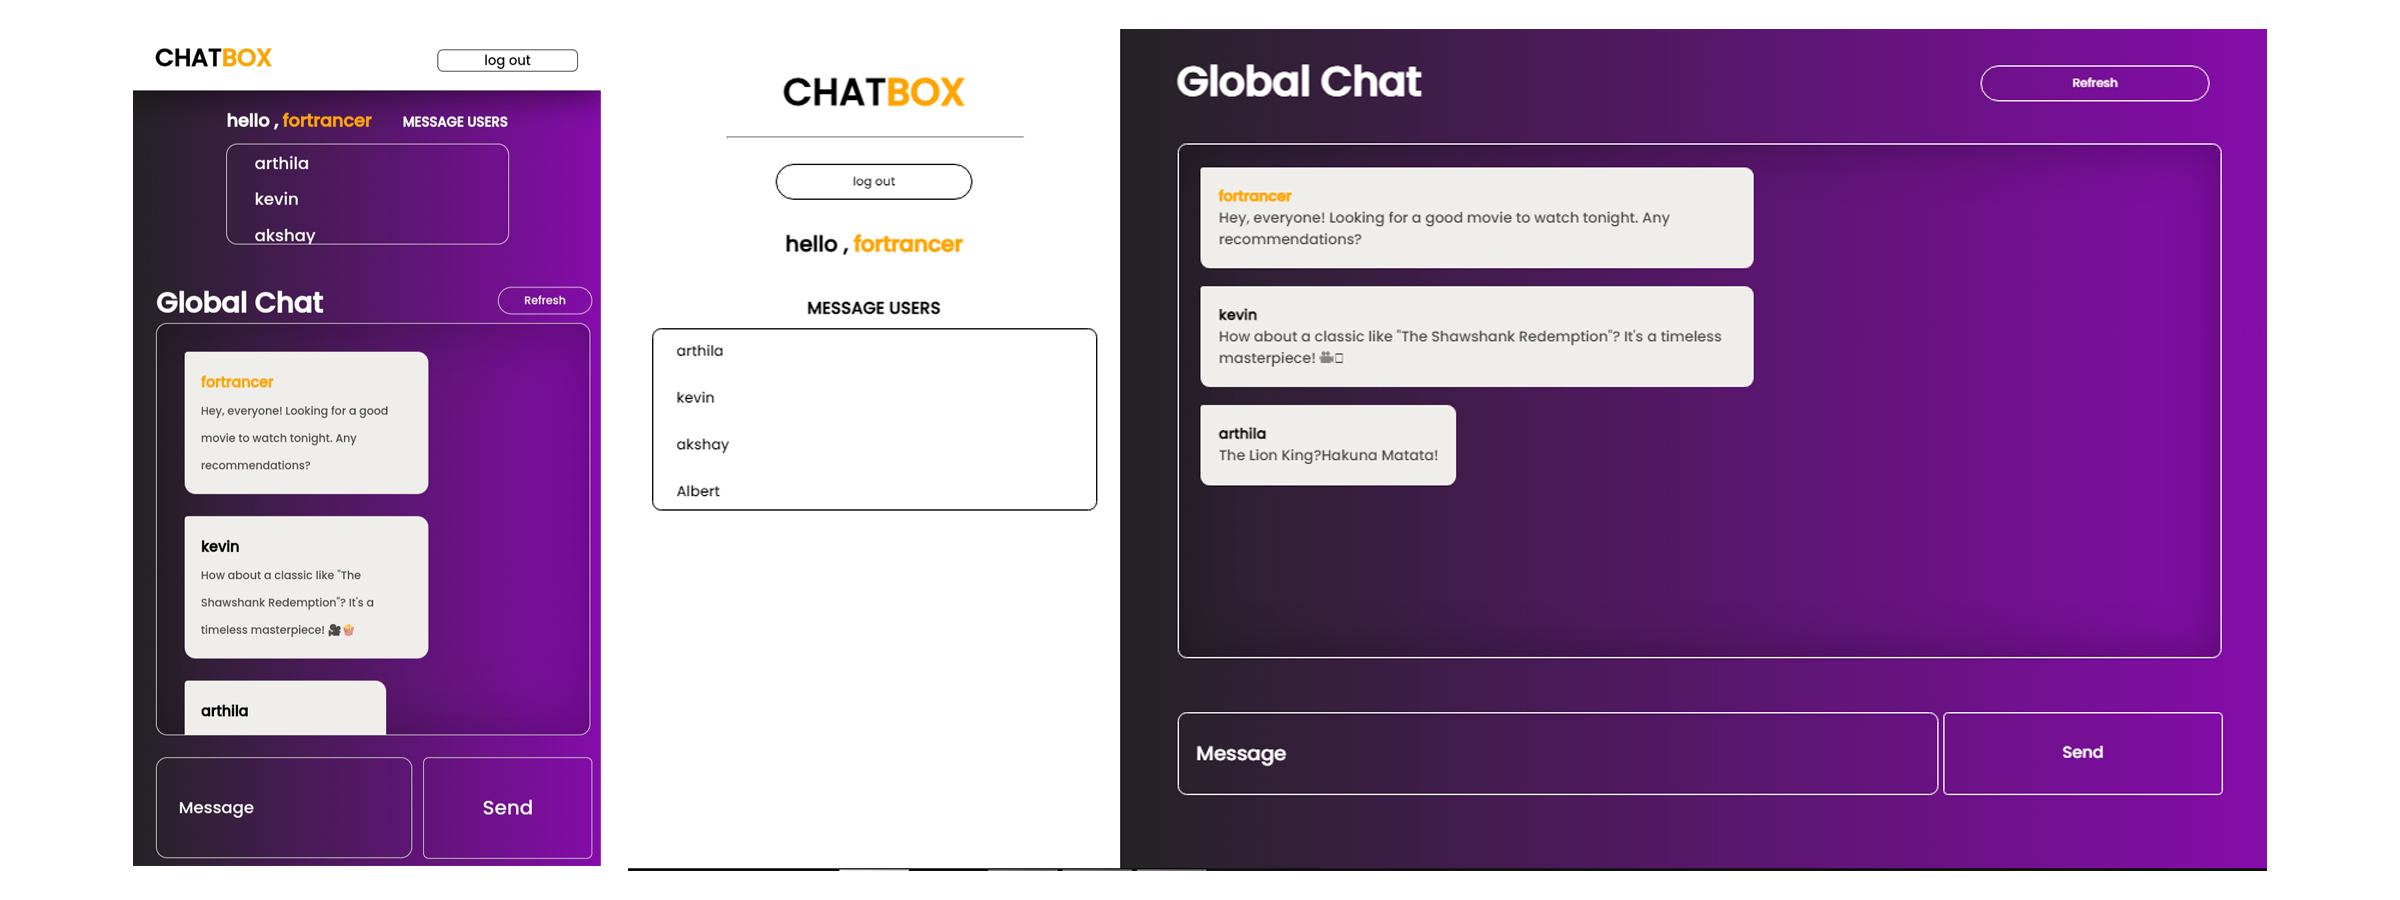 CHATBOX
log out
hello , fortrancer
MESSAGE USERS
arthila
kevin
akshay
Global Chat
Refresh
fortrancer
Hey, everyone! Looking for a good
movie to watch tonight. Any
recommendations?
kevin
How about a classic like "The
Shawshank Redemption"? It's a
timeless masterpiece! 🎥🍿
arthila
Message
Send
CHATBOX
log out
hello , fortrancer
MESSAGE USERS
arthila
kevin
akshay
Albert
Global Chat
Refresh
fortrancer
Hey, everyone! Looking for a good movie to watch tonight. Any
recommendations?
kevin
How about a classic like "The Shawshank Redemption"? It's a timeless
masterpiece! 🎥▯
arthila
The Lion King?Hakuna Matata!
Message
Send